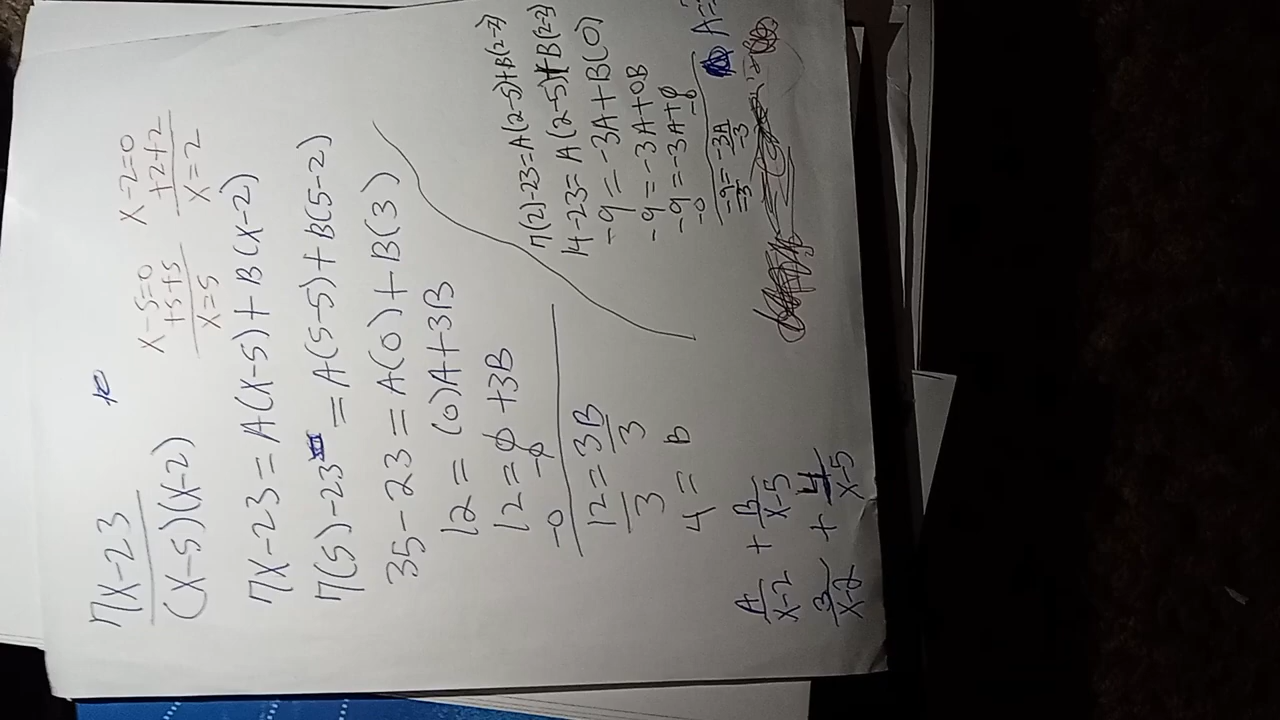 7x-23
(x-5)(x-2)
x-5=0
+5+5
x=5
x-2=0
+2+2
x=2
7x-23=A(x-5)+B(x-2)
7(5)-23=A(5-5)+B(5-2)
35-23=A(0)+B(3)
12=(0)A+3B
12=0+3B
-0 -0
12=3B
3 3
4=B
7(2)-23=A(2-5)+B(2-2)
14-23=A(2-5)+B(2-2)
-9=-3A+B(0)
-9=-3A+0B
-9=-3A+0
-0 -0
-9=-3A
-3 -3
A=
A + B
x-2 x-5
3 + 4
x-2 x-5